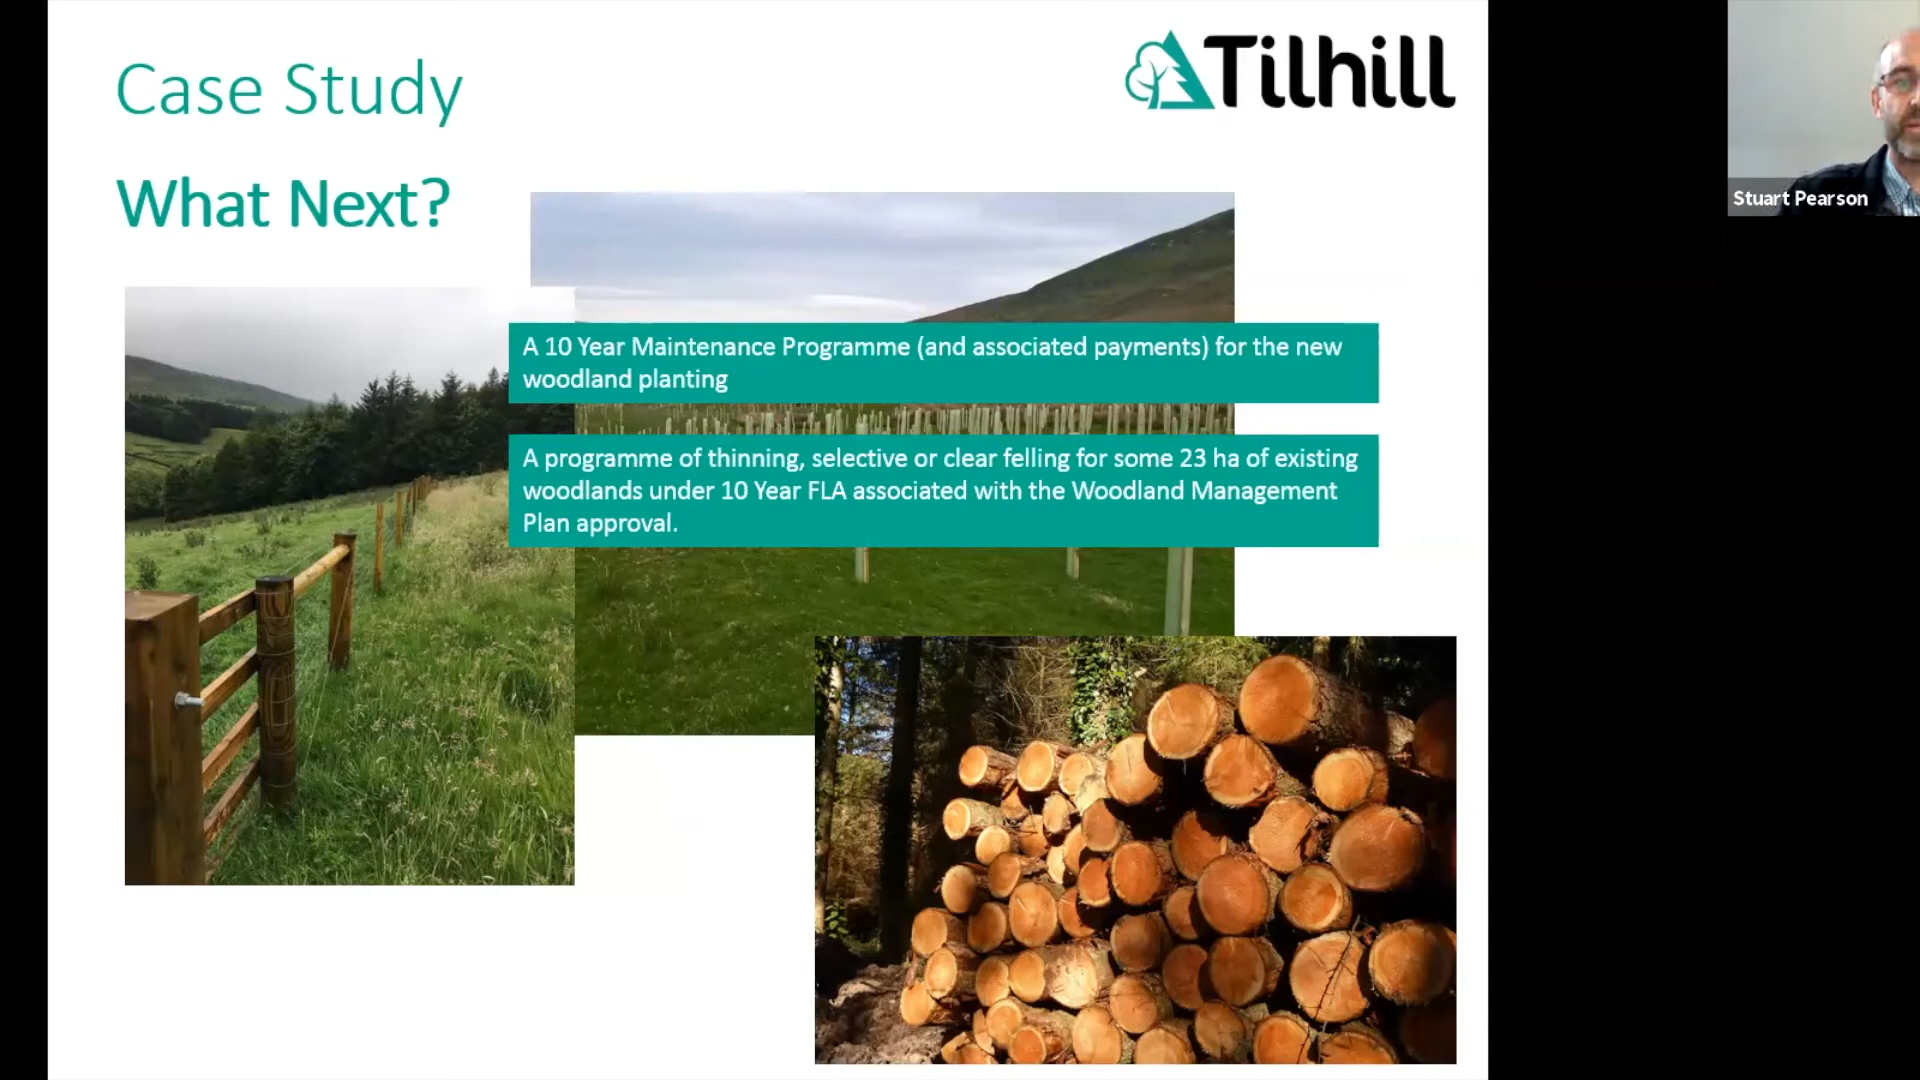 Case Study
Tilhill
What Next?
Stuart Pearson
A 10 Year Maintenance Programme (and associated payments) for the new
woodland planting
A programme of thinning, selective or clear felling for some 23 ha of existing
woodlands under 10 Year FLA associated with the Woodland Management
Plan approval.